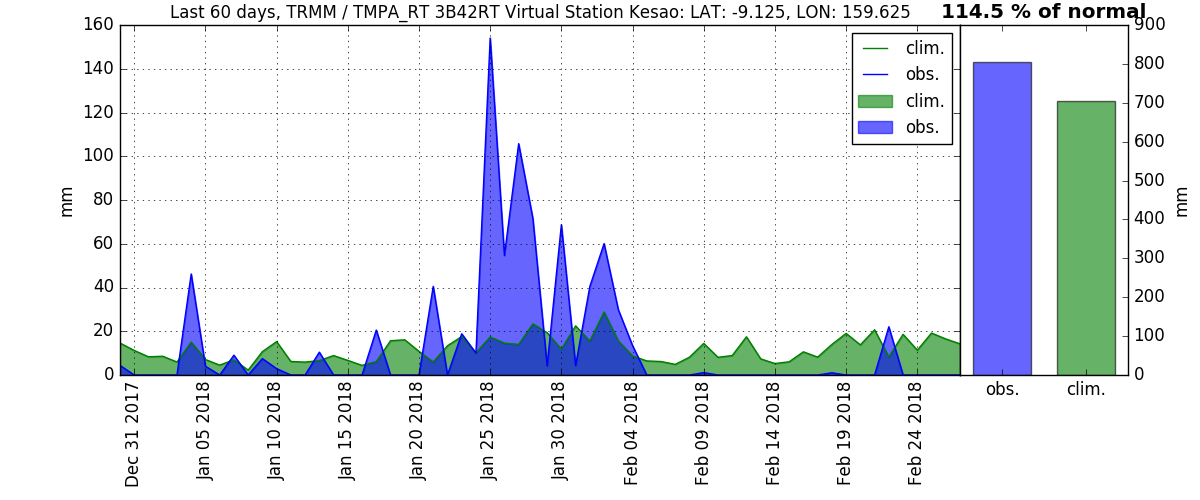 Last 60 days, TRMM / TMPA_RT 3B42RT Virtual Station Kesao: LAT: -9.125, LON: 159.625
114.5 % of normal
160
140
120
100
80
60
40
20
0
mm
clim.
obs.
clim.
obs.
Dec 31 2017
Jan 05 2018
Jan 10 2018
Jan 15 2018
Jan 20 2018
Jan 25 2018
Jan 30 2018
Feb 04 2018
Feb 09 2018
Feb 14 2018
Feb 19 2018
Feb 24 2018
900
800
700
600
500
400
300
200
100
0
mm
obs.
clim.